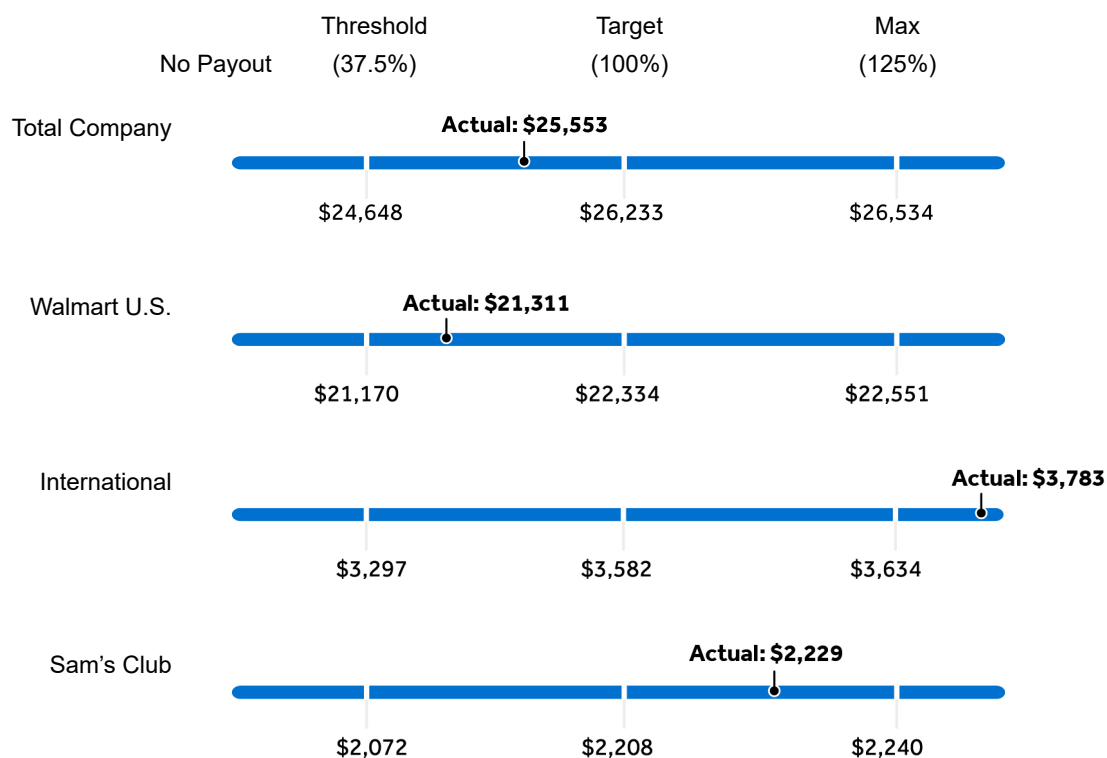 Threshold Target Max
No Payout (37.5%) (100%) (125%)
Total Company
Actual: $25,553
$24,648 $26,233 $26,534
Walmart U.S.
Actual: $21,311
$21,170 $22,334 $22,551
International
Actual: $3,783
$3,297 $3,582 $3,634
Sam’s Club
Actual: $2,229
$2,072 $2,208 $2,240